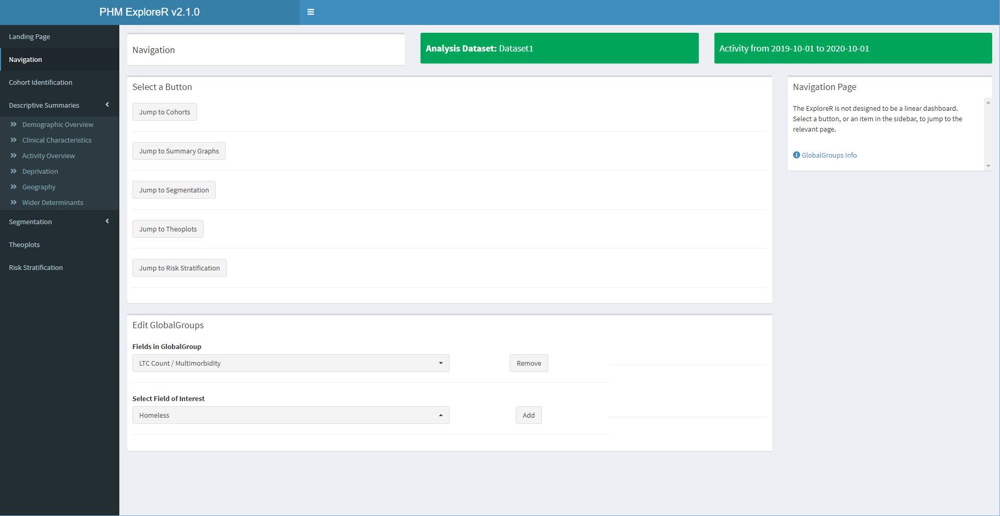 PHM ExploreR v2.1.0
Landing Page
Navigation
Cohort Identification
Descriptive Summaries
Demographic Overview
Clinical Characteristics
Activity Overview
Deprivation
Geography
Wider Determinants
Segmentation
Theoplots
Risk Stratification
Navigation
Analysis Dataset: Dataset1
Activity from 2019-10-01 to 2020-10-01
Select a Button
Jump to Cohorts
Jump to Summary Graphs
Jump to Segmentation
Jump to Theoplots
Jump to Risk Stratification
Navigation Page
The ExploreR is not designed to be a linear dashboard.
Select a button, or an item in the sidebar, to jump to the
relevant page.
GlobalGroups Info
Edit GlobalGroups
Fields in GlobalGroup
LTC Count / Multimorbidity
Remove
Select Field of Interest
Homeless
Add